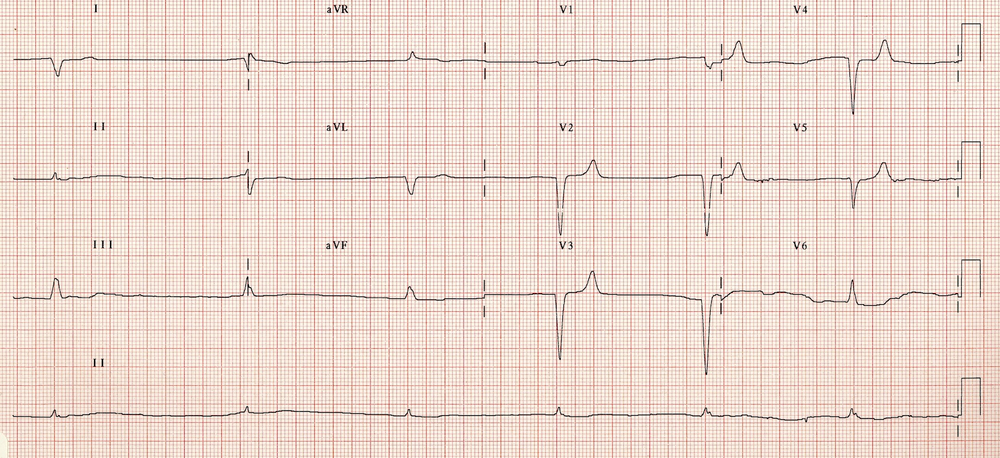 I aVR V1 V4
II aVL V2 V5
III aVF V3 V6
II